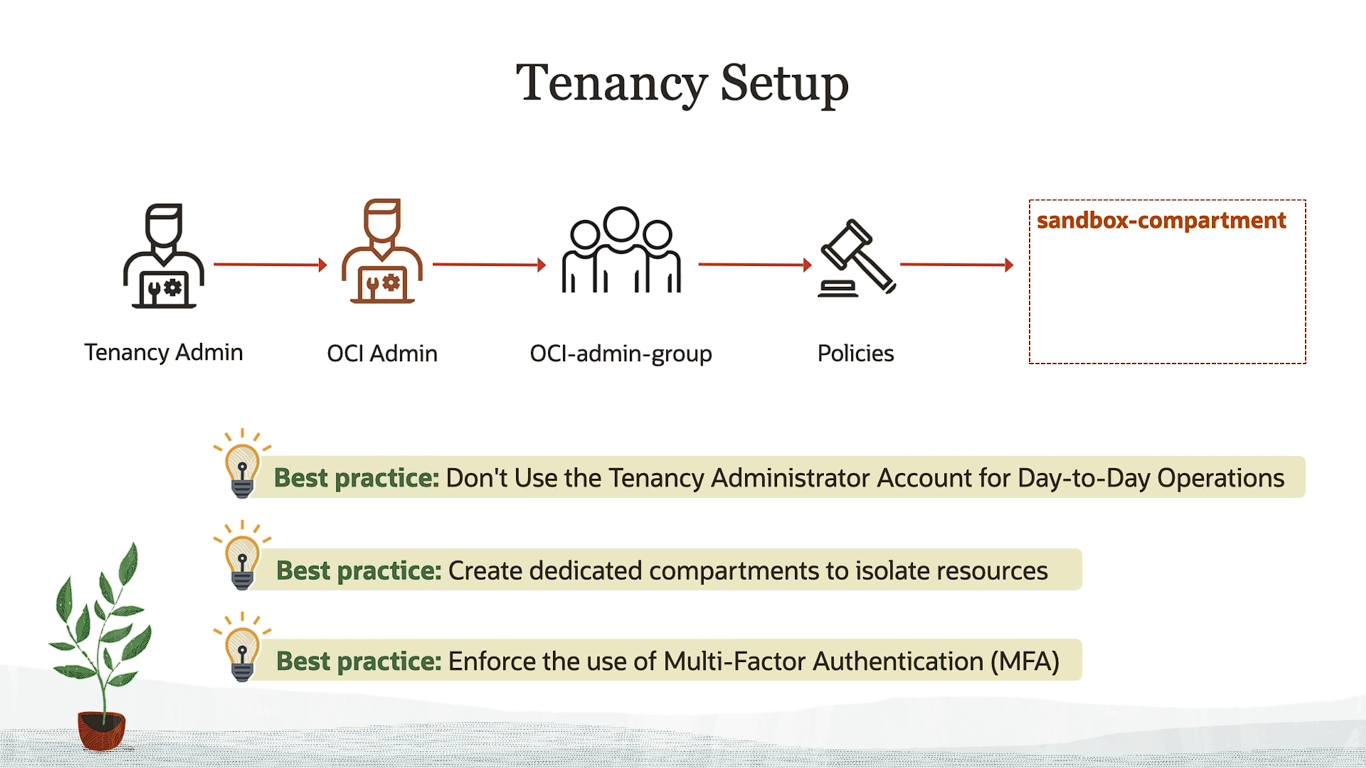 Tenancy Setup
sandbox-compartment
Tenancy Admin
OCI Admin
OCI-admin-group
Policies
Best practice: Don't Use the Tenancy Administrator Account for Day-to-Day Operations
Best practice: Create dedicated compartments to isolate resources
Best practice: Enforce the use of Multi-Factor Authentication (MFA)